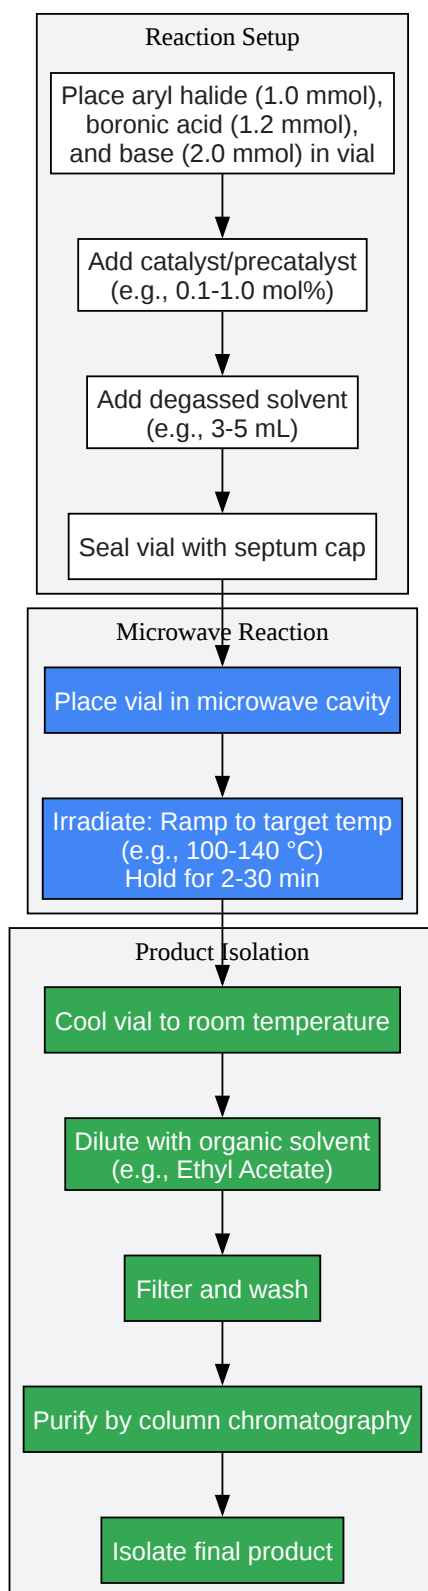 Reaction Setup
Place aryl halide (1.0 mmol),
boronic acid (1.2 mmol),
and base (2.0 mmol) in vial
Add catalyst/precatalyst
(e.g., 0.1-1.0 mol%)
Add degassed solvent
(e.g., 3-5 mL)
Seal vial with septum cap
Microwave Reaction
Place vial in microwave cavity
Irradiate: Ramp to target temp
(e.g., 100-140 °C)
Hold for 2-30 min
Product Isolation
Cool vial to room temperature
Dilute with organic solvent
(e.g., Ethyl Acetate)
Filter and wash
Purify by column chromatography
Isolate final product